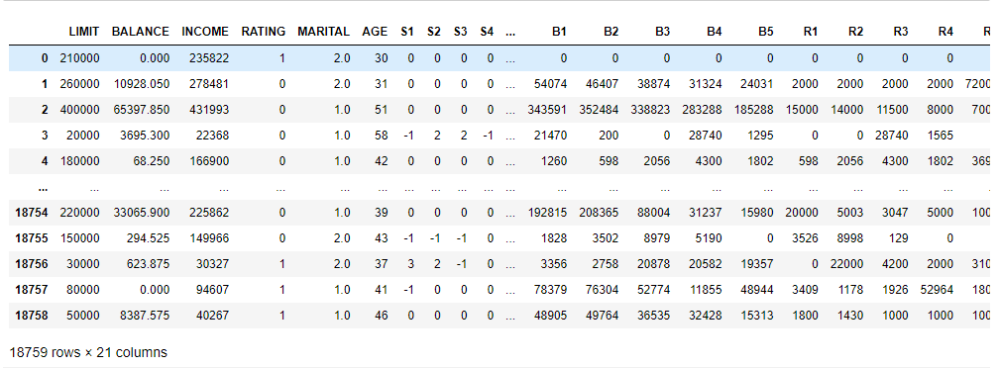 LIMIT BALANCE INCOME RATING MARITAL AGE S1 S2 S3 S4 ... B1 B2 B3 B4 B5 R1 R2 R3 R4 R
0 210000 0.000 235822 1 2.0 30 0 0 0 0 ... 0 0 0 0 0 0 0 0 0
1 260000 10928.050 278481 0 2.0 31 0 0 0 0 ... 54074 46407 38874 31324 24031 2000 2000 2000 2000 7200
2 400000 65397.850 431993 0 1.0 51 0 0 0 0 ... 343591 352484 338823 283288 185288 15000 14000 11500 8000 700
3 20000 3695.300 22368 0 1.0 58 -1 2 2 -1 ... 21470 200 0 28740 1295 0 0 28740 1565
4 180000 68.250 166900 0 1.0 42 0 0 0 0 ... 1260 598 2056 4300 1802 598 2056 4300 1802 369
... ... ... ... ... ... ... ... ... ... ... ... ... ... ... ... ... ... ... ... ... .
18754 220000 33065.900 225862 0 1.0 39 0 0 0 0 ... 192815 208365 88004 31237 15980 20000 5003 3047 5000 100
18755 150000 294.525 149966 0 2.0 43 -1 -1 -1 0 ... 1828 3502 8979 5190 0 3526 8998 129 0
18756 30000 623.875 30327 1 2.0 37 3 2 -1 0 ... 3356 2758 20878 20582 19357 0 22000 4200 2000 310
18757 80000 0.000 94607 1 1.0 41 -1 0 0 0 ... 78379 76304 52774 11855 48944 3409 1178 1926 52964 180
18758 50000 8387.575 40267 1 1.0 46 0 0 0 0 ... 48905 49764 36535 32428 15313 1800 1430 1000 1000 100
18759 rows × 21 columns